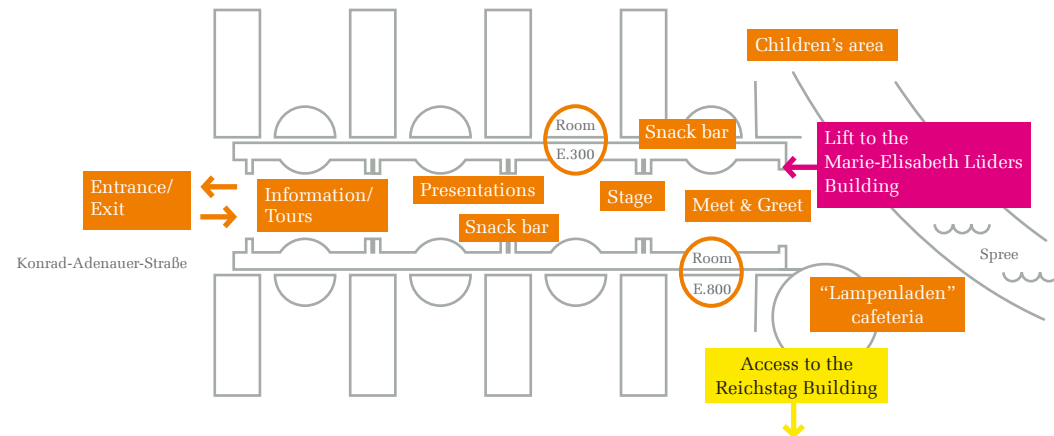 Children’s area
Room
E.300
Snack bar
Lift to the
Marie-Elisabeth Lüders
Building
Entrance/
Exit
Information/
Tours
Presentations
Stage
Meet & Greet
Snack bar
Konrad-Adenauer-Straße
Room
E.800
Spree
“Lampenladen”
cafeteria
Access to the
Reichstag Building